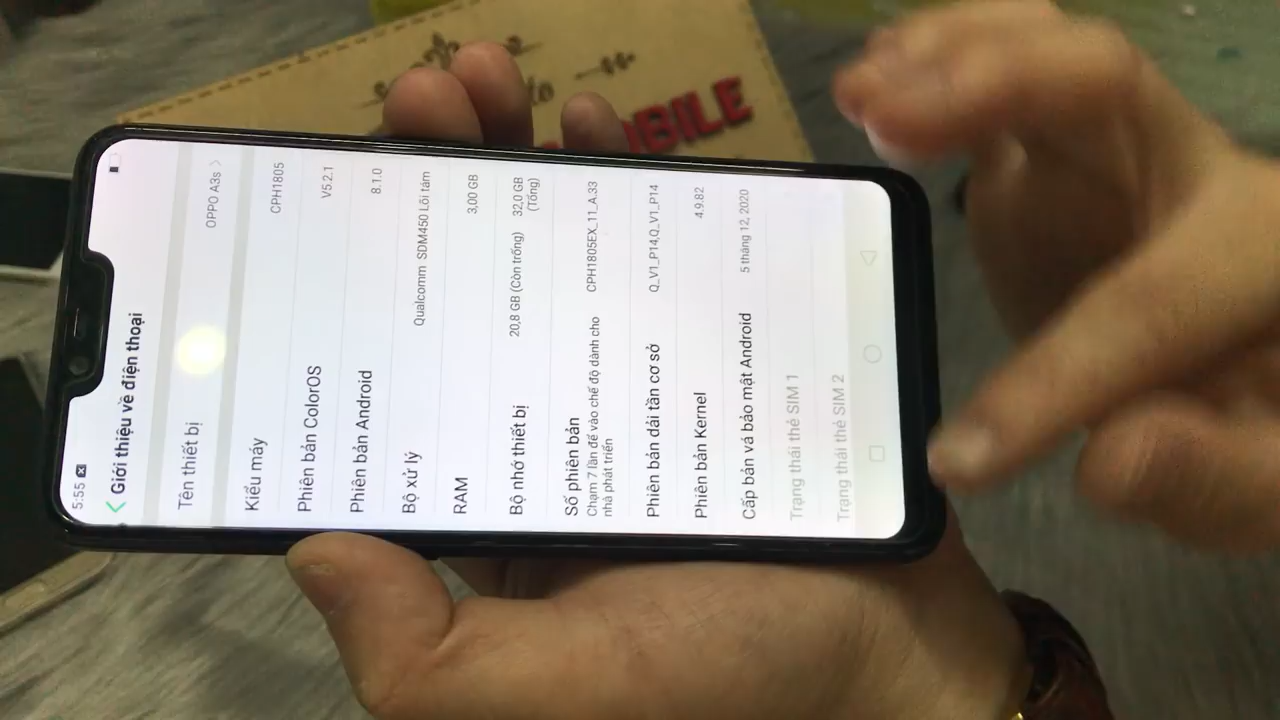 5:55
Giới thiệu về điện thoại
Tên thiết bị OPPO A3s >
Kiểu máy CPH1805
Phiên bản ColorOS V5.2.1
Phiên bản Android 8.1.0
Bộ xử lý Qualcomm SDM450 Lõi tám
RAM 3,00 GB
Bộ nhớ thiết bị 20,8 GB (Còn trống) 32,0 GB
(Tổng)
Số phiên bản CPH1805EX_11_A.33
Chạm 7 lần để vào chế độ dành cho
nhà phát triển
Phiên bản dải tần cơ sở Q_V1_P14,Q_V1_P14
Phiên bản Kernel 4.9.82
Cấp bản vá bảo mật Android 5 tháng 12, 2020
Trạng thái thẻ SIM 1
Trạng thái thẻ SIM 2